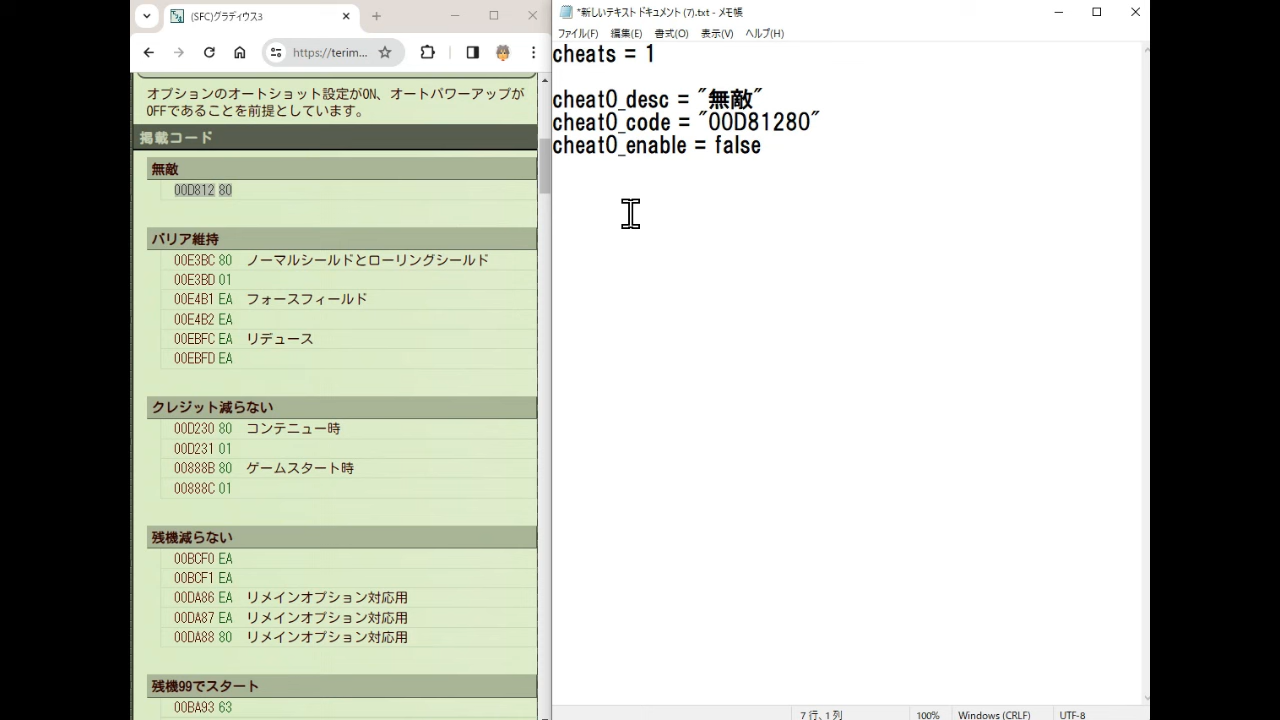 (SFC)グラディウス3
https://terim...
オプションのオートショット設定がON、オートパワーアップが
OFFであることを前提としています。
掲載コード
無敵
00D812 80
バリア維持
00E3BC 80 ノーマルシールドとローリングシールド
00E3BD 01
00E4B1 EA フォースフィールド
00E4B2 EA
00EBFC EA リデュース
00EBFD EA
クレジット減らない
00D230 80 コンテニュー時
00D231 01
00888B 80 ゲームスタート時
00888C 01
残機減らない
00BCF0 EA
00BCF1 EA
00DA86 EA リメインオプション対応用
00DA87 EA リメインオプション対応用
00DA88 80 リメインオプション対応用
残機99でスタート
00BA93 63
*新しいテキスト ドキュメント (7).txt - メモ帳
ファイル(F) 編集(E) 書式(O) 表示(V) ヘルプ(H)
cheats = 1
cheat0_desc = "無敵"
cheat0_code = "00D81280"
cheat0_enable = false
7 行、1 列 100% Windows (CRLF) UTF-8